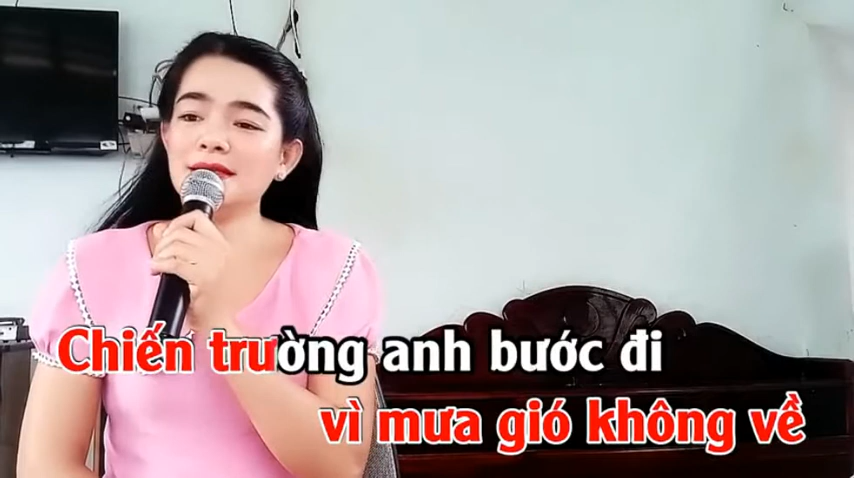 Chiến trường anh bước đi
vì mưa gió không về